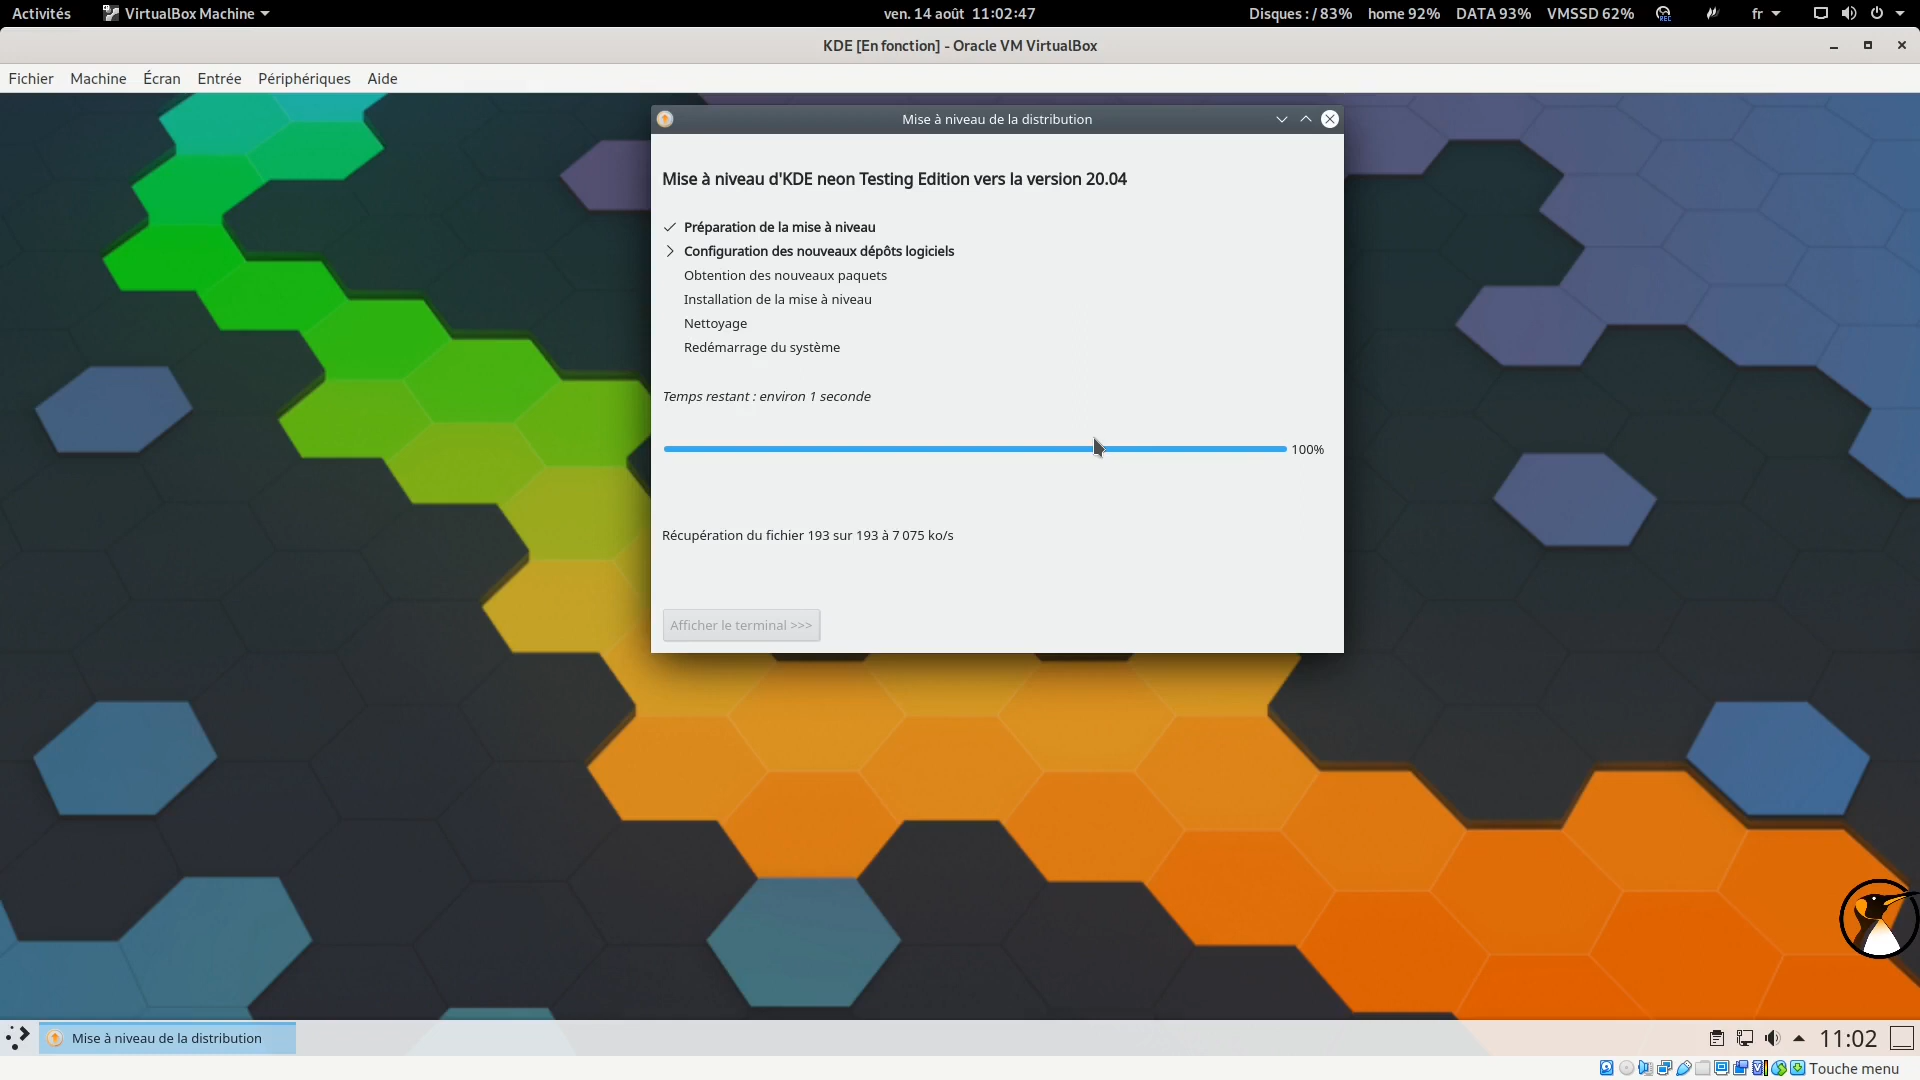 Activités VirtualBox Machine ven. 14 août 11:02:47 Disques : / 83% home 92% DATA 93% VMSSD 62% REC fr
KDE [En fonction] - Oracle VM VirtualBox
Fichier Machine Écran Entrée Périphériques Aide
Mise à niveau de la distribution
Mise à niveau d'KDE neon Testing Edition vers la version 20.04
Préparation de la mise à niveau
Configuration des nouveaux dépôts logiciels
Obtention des nouveaux paquets
Installation de la mise à niveau
Nettoyage
Redémarrage du système
Temps restant : environ 1 seconde
100%
Récupération du fichier 193 sur 193 à 7 075 ko/s
Afficher le terminal >>>
Mise à niveau de la distribution 11:02
Touche menu